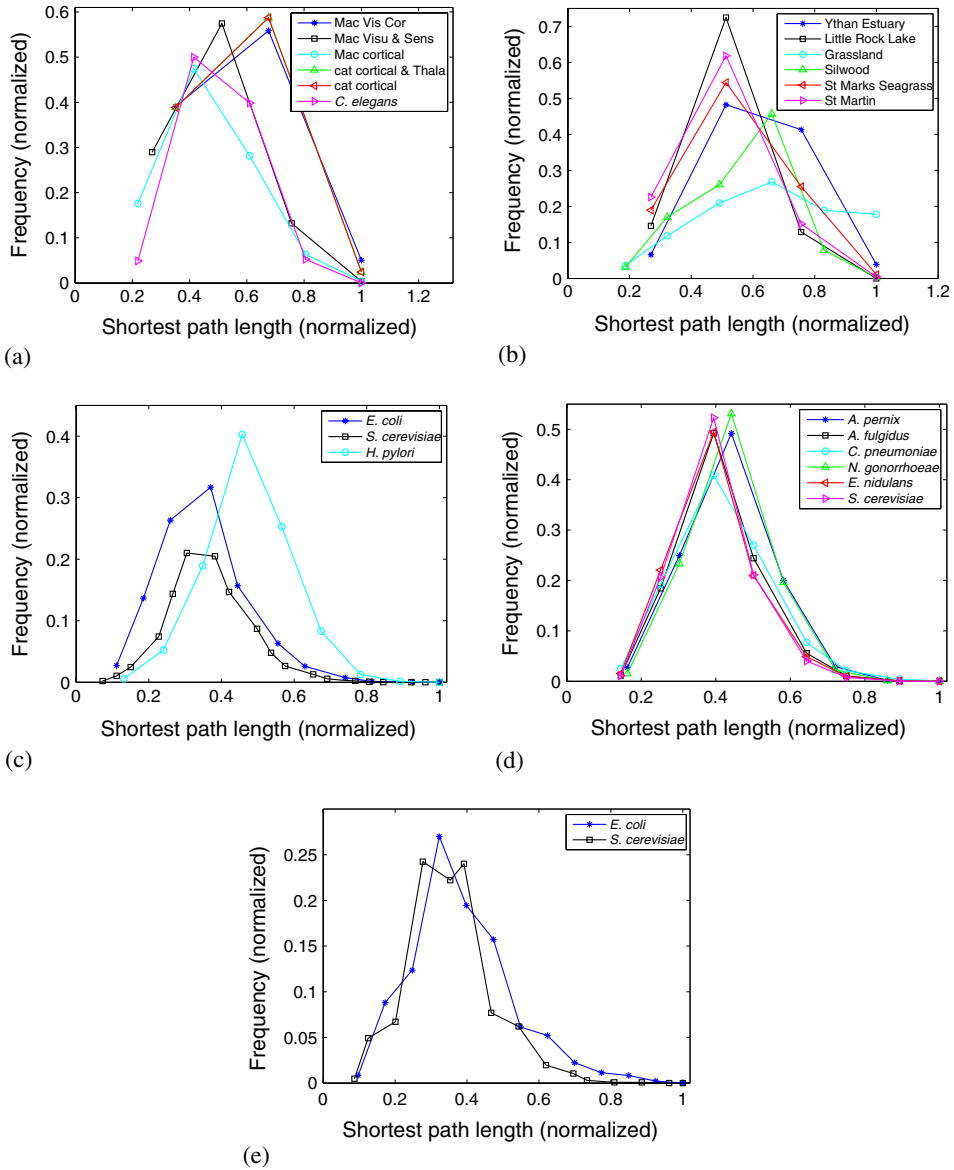 0.6
0.5
0.4
0.3
0.2
0.1
0
0
0.2
0.4
0.6
0.8
1
1.2
Frequency (normalized)
Shortest path length (normalized)
Mac Vis Cor
Mac Visu & Sens
Mac cortical
cat cortical & Thala
cat cortical
C. elegans
(a)
0.7
0.6
0.5
0.4
0.3
0.2
0.1
0
0
0.2
0.4
0.6
0.8
1
1.2
Frequency (normalized)
Shortest path length (normalized)
Ythan Estuary
Little Rock Lake
Grassland
Silwood
St Marks Seagrass
St Martin
(b)
0.4
0.3
0.2
0.1
0
0
0.2
0.4
0.6
0.8
1
Frequency (normalized)
Shortest path length (normalized)
E. coli
S. cerevisiae
H. pylori
(c)
0.5
0.4
0.3
0.2
0.1
0
0
0.2
0.4
0.6
0.8
1
Frequency (normalized)
Shortest path length (normalized)
A. pernix
A. fulgidus
C. pneumoniae
N. gonorrhoeae
E. nidulans
S. cerevisiae
(d)
0.25
0.2
0.15
0.1
0.05
0
0
0.2
0.4
0.6
0.8
1
Frequency (normalized)
Shortest path length (normalized)
E. coli
S. cerevisiae
(e)